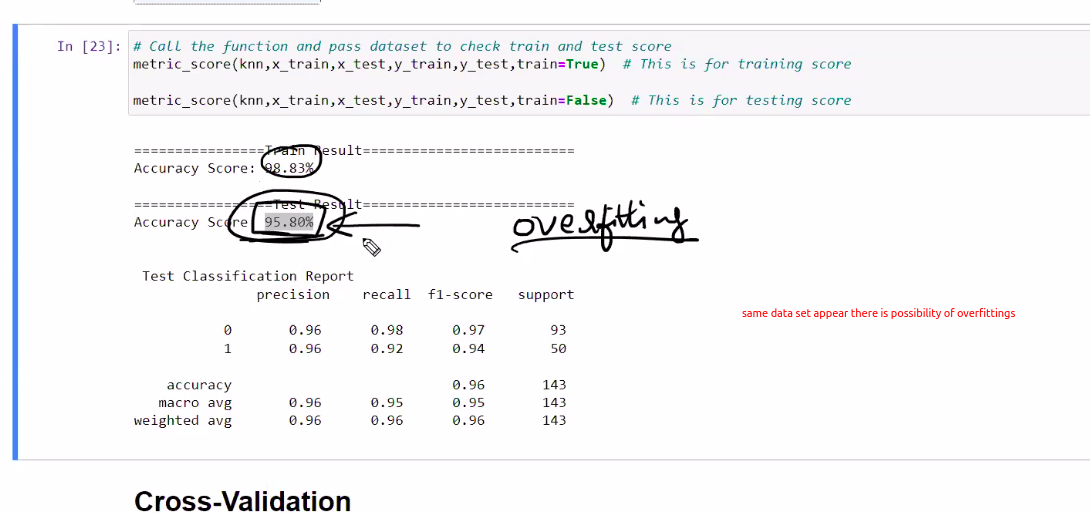 In [23]: # Call the function and pass dataset to check train and test score
metric_score(knn,x_train,x_test,y_train,y_test,train=True)  # This is for training score
metric_score(knn,x_train,x_test,y_train,y_test,train=False)  # This is for testing score
================Train Result==========================
Accuracy Score: 98.83%
=================Test Result==========================
Accuracy Score 95.80%
overfitting
Test Classification Report
precision recall f1-score support
same data set appear there is possibility of overfittings
0 0.96 0.98 0.97 93
1 0.96 0.92 0.94 50
accuracy 0.96 143
macro avg 0.96 0.95 0.95 143
weighted avg 0.96 0.96 0.96 143
Cross-Validation